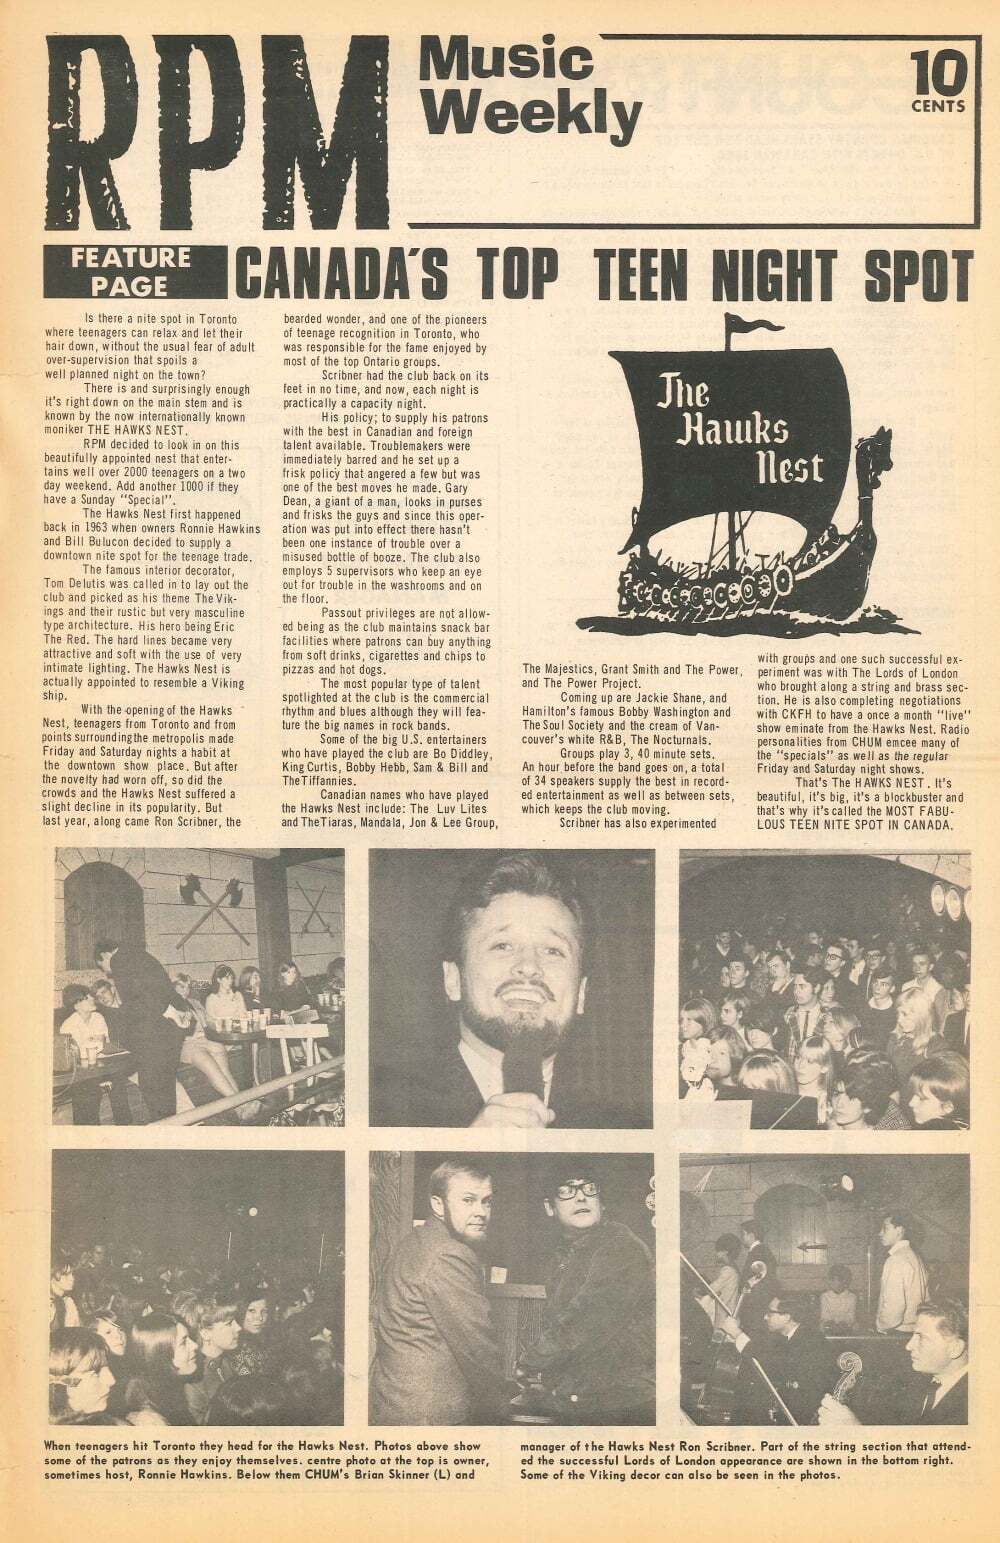 RPM
Music
Weekly
10
CENTS
FEATURE
PAGE
CANADA'S TOP TEEN NIGHT SPOT
Is there a nite spot in Toronto
where teenagers can relax and let their
hair down, without the usual fear of adult
over-supervision that spoils a
well planned night on the town?
There is and surprisingly enough
it's right down on the main stem and is
known by the now internationally known
moniker THE HAWKS NEST.
RPM decided to look in on this
beautifully appointed nest that enter-
tains well over 2000 teenagers on a two
day weekend. Add another 1000 if they
have a Sunday "Special".
The Hawks Nest first happened
back in 1963 when owners Ronnie Hawkins
and Bill Bulucon decided to supply a
downtown nite spot for the teenage trade.
The famous interior decorator,
Tom Delutis was called in to lay out the
club and picked as his theme The Vik-
ings and their rustic but very masculine
type architecture. His hero being Eric
The Red. The hard lines became very
attractive and soft with the use of very
intimate lighting. The Hawks Nest is
actually appointed to resemble a Viking
ship.
With the opening of the Hawks
Nest, teenagers from Toronto and from
points surrounding the metropolis made
Friday and Saturday nights a habit at
the downtown show place. But after
the novelty had worn off, so did the
crowds and the Hawks Nest suffered a
slight decline in its popularity. But
last year, along came Ron Scribner, the
bearded wonder, and one of the pioneers
of teenage recognition in Toronto, who
was responsible for the fame enjoyed by
most of the top Ontario groups.
Scribner had the club back on its
feet in no time, and now, each night is
practically a capacity night.
His policy; to supply his patrons
with the best in Canadian and foreign
talent available. Troublemakers were
immediately barred and he set up a
frisk policy that angered a few but was
one of the best moves he made. Gary
Dean, a giant of a man, looks in purses
and frisks the guys and since this oper-
ation was put into effect there hasn't
been one instance of trouble over a
misused bottle of booze. The club also
employs 5 supervisors who keep an eye
out for trouble in the washrooms and on
the floor.
Passout privileges are not allow-
ed being as the club maintains snack bar
facilities where patrons can buy anything
from soft drinks, cigarettes and chips to
pizzas and hot dogs.
The most popular type of talent
spotlighted at the club is the commercial
rhythm and blues although they will fea-
ture the big names in rock bands.
Some of the big U.S. entertainers
who have played the club are Bo Diddley,
King Curtis, Bobby Hebb, Sam & Bill and
The Tiffannies.
Canadian names who have played
the Hawks Nest include: The Luv Lites
and The Tiaras, Mandala, Jon & Lee Group,
The Hawks Nest
The Majestics, Grant Smith and The Power,
and The Power Project.
Coming up are Jackie Shane, and
Hamilton's famous Bobby Washington and
The Soul Society and the cream of Van-
couver's white R&B, The Nocturnals.
Groups play 3, 40 minute sets.
An hour before the band goes on, a total
of 34 speakers supply the best in record-
ed entertainment as well as between sets,
which keeps the club moving.
Scribner has also experimented
with groups and one such successful ex-
periment was with The Lords of London
who brought along a string and brass sec-
tion. He is also completing negotiations
with CKFH to have a once a month "live"
show eminate from the Hawks Nest. Radio
personalities from CHUM emcee many of
the "specials" as well as the regular
Friday and Saturday night shows.
That's The HAWKS NEST. It's
beautiful, it's big, it's a blockbuster and
that's why it's called the MOST FABU-
LOUS TEEN NITE SPOT IN CANADA.
When teenagers hit Toronto they head for the Hawks Nest. Photos above show
some of the patrons as they enjoy themselves. centre photo at the top is owner,
sometimes host, Ronnie Hawkins. Below them CHUM's Brian Skinner (L) and
manager of the Hawks Nest Ron Scribner. Part of the string section that attend-
ed the successful Lords of London appearance are shown in the bottom right.
Some of the Viking decor can also be seen in the photos.